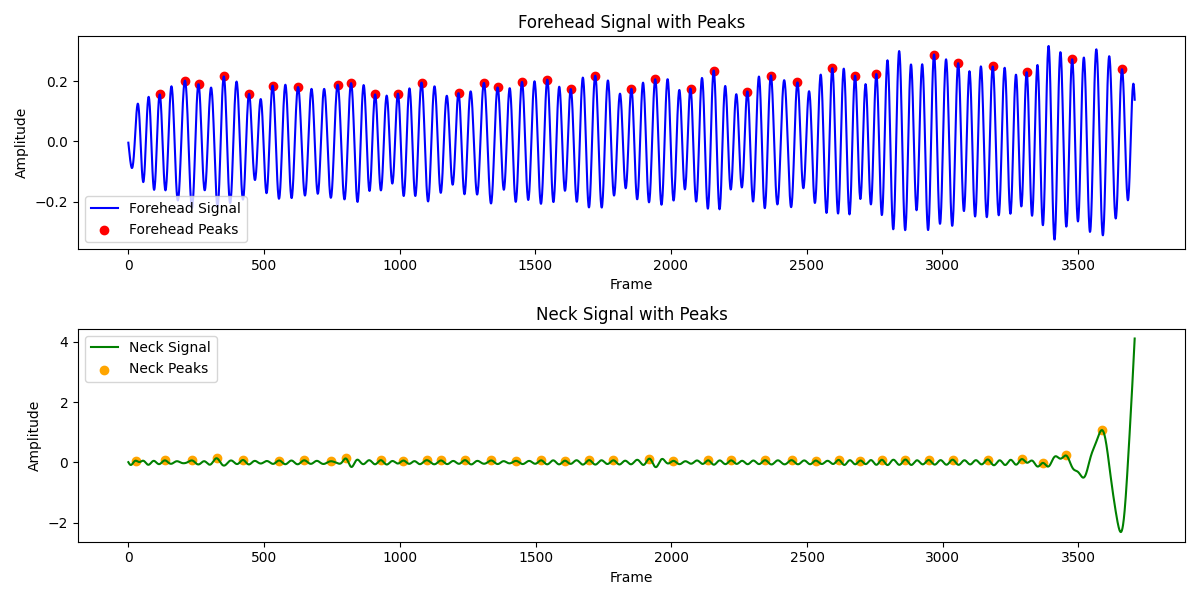 Forehead Signal with Peaks
Amplitude
0.2
0.0
−0.2
Forehead Signal
Forehead Peaks
0 500 1000 1500 2000 2500 3000 3500
Frame
Neck Signal with Peaks
Amplitude
4
2
0
−2
Neck Signal
Neck Peaks
0 500 1000 1500 2000 2500 3000 3500
Frame